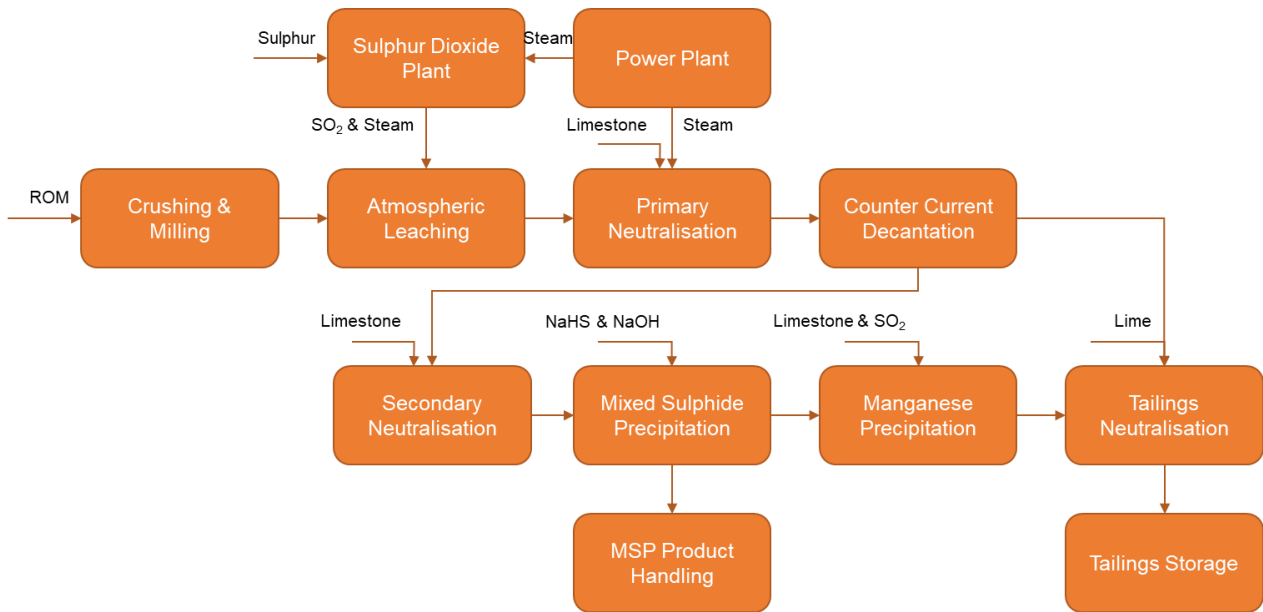 Sulphur
Sulphur Dioxide
Plant
Steam
Power Plant
SO₂ & Steam
Limestone
Steam
ROM
Crushing &
Milling
Atmospheric
Leaching
Primary
Neutralisation
Counter Current
Decantation
Limestone
NaHS & NaOH
Limestone & SO₂
Lime
Secondary
Neutralisation
Mixed Sulphide
Precipitation
Manganese
Precipitation
Tailings
Neutralisation
MSP Product
Handling
Tailings Storage